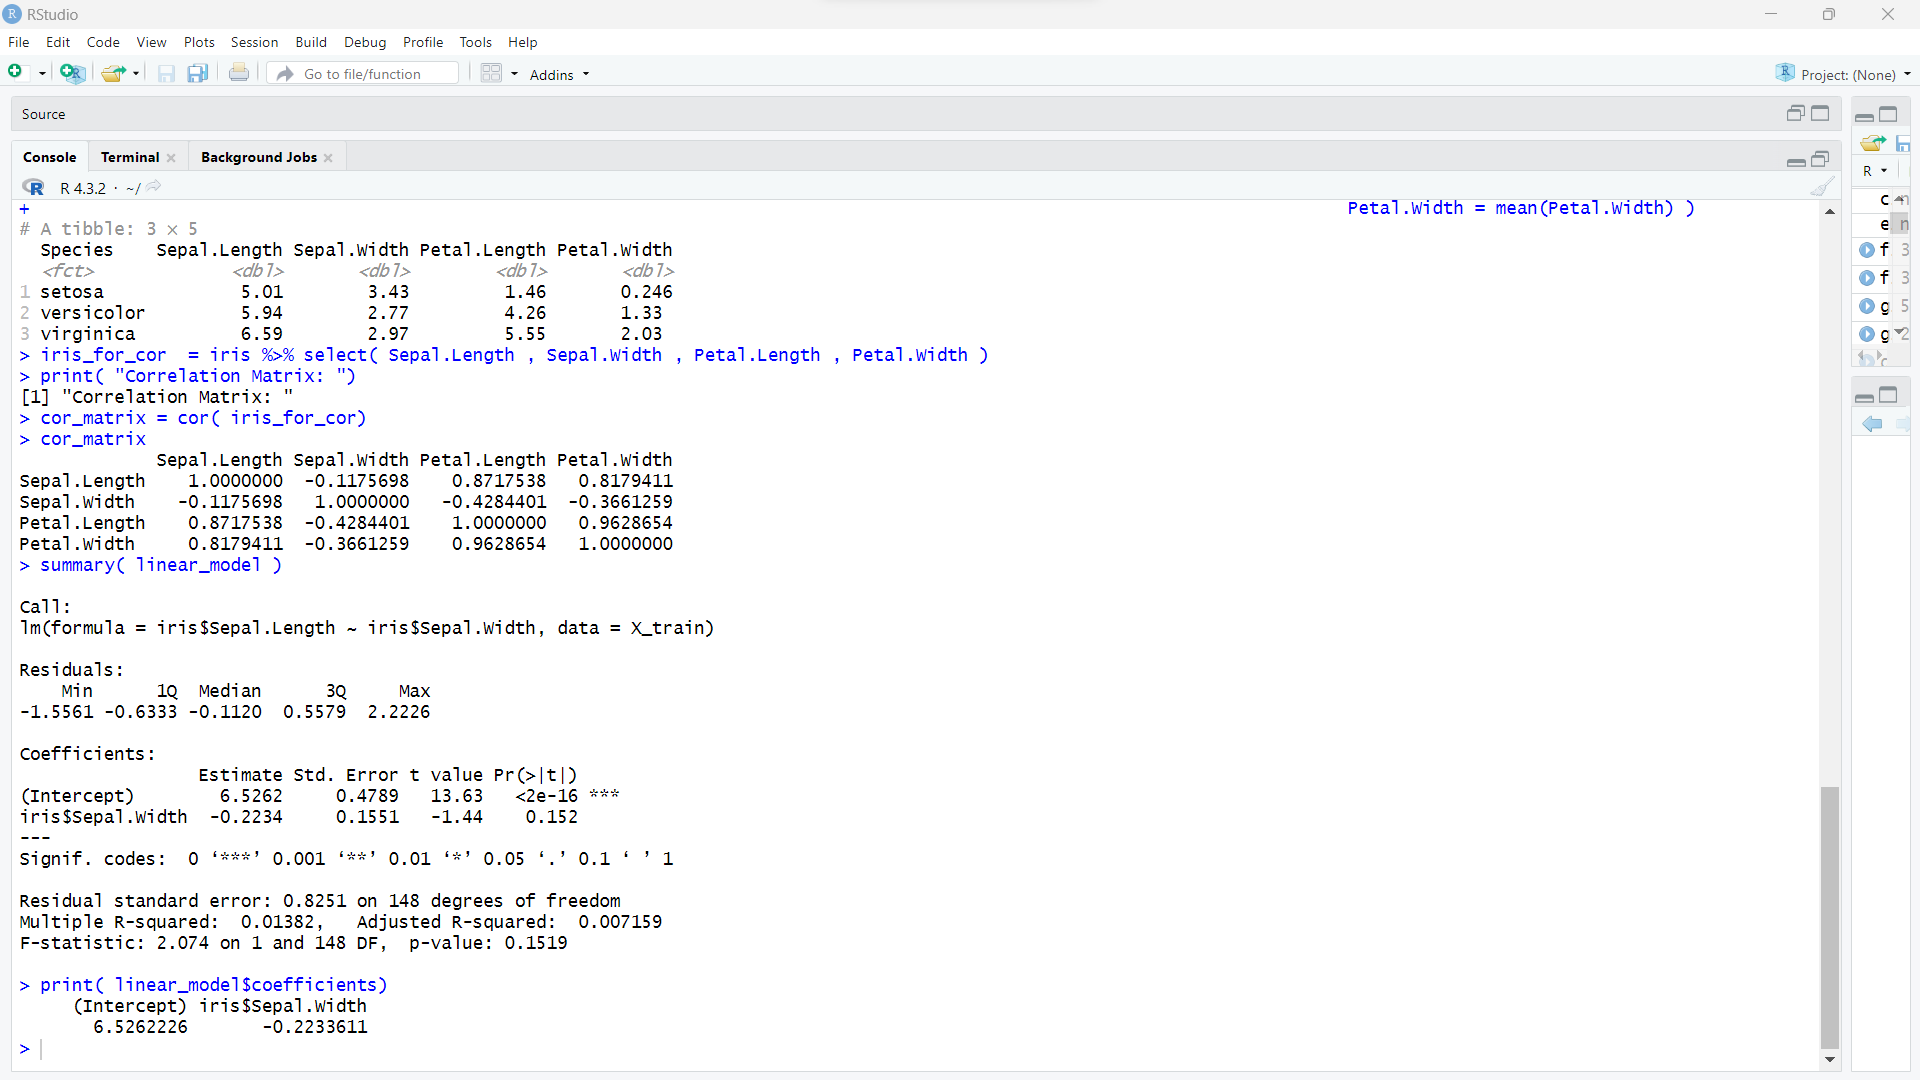 RStudio
File Edit Code View Plots Session Build Debug Profile Tools Help
Go to file/function Addins Project: (None)
Source
Console Terminal Background Jobs
R 4.3.2 · ~/
R
+ Petal.Width = mean(Petal.Width) )
# A tibble: 3 × 5
  Species    Sepal.Length Sepal.Width Petal.Length Petal.Width
  <fct>             <dbl>       <dbl>        <dbl>       <dbl>
1 setosa             5.01        3.43         1.46       0.246
2 versicolor         5.94        2.77         4.26       1.33
3 virginica          6.59        2.97         5.55       2.03
> iris_for_cor  = iris %>% select( Sepal.Length , Sepal.Width , Petal.Length , Petal.Width )
> print( "Correlation Matrix: ")
[1] "Correlation Matrix: "
> cor_matrix = cor( iris_for_cor)
> cor_matrix
             Sepal.Length Sepal.Width Petal.Length Petal.Width
Sepal.Length    1.0000000  -0.1175698    0.8717538   0.8179411
Sepal.Width    -0.1175698   1.0000000   -0.4284401  -0.3661259
Petal.Length    0.8717538  -0.4284401    1.0000000   0.9628654
Petal.Width     0.8179411  -0.3661259    0.9628654   1.0000000
> summary( linear_model )
Call:
lm(formula = iris$Sepal.Length ~ iris$Sepal.Width, data = X_train)
Residuals:
    Min      1Q  Median      3Q     Max
-1.5561 -0.6333 -0.1120  0.5579  2.2226
Coefficients:
                 Estimate Std. Error t value Pr(>|t|)
(Intercept)        6.5262     0.4789   13.63   <2e-16 ***
iris$Sepal.Width  -0.2234     0.1551   -1.44    0.152
---
Signif. codes:  0 ‘***’ 0.001 ‘**’ 0.01 ‘*’ 0.05 ‘.’ 0.1 ‘ ’ 1
Residual standard error: 0.8251 on 148 degrees of freedom
Multiple R-squared:  0.01382,	Adjusted R-squared:  0.007159
F-statistic: 2.074 on 1 and 148 DF,  p-value: 0.1519
> print( linear_model$coefficients)
     (Intercept) iris$Sepal.Width
       6.5262226       -0.2233611
>
c
e n
f 3
f 3
g 5
g 2